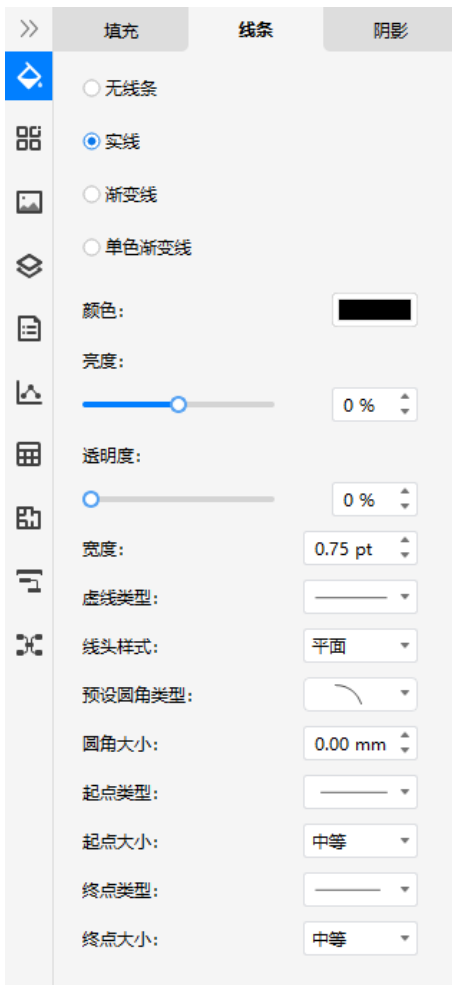 填充 线条 阴影
无线条
实线
渐变线
单色渐变线
颜色：
亮度：
0 %
透明度：
0 %
宽度： 0.75 pt
虚线类型：
线头样式： 平面
预设圆角类型：
圆角大小： 0.00 mm
起点类型：
起点大小： 中等
终点类型：
终点大小： 中等